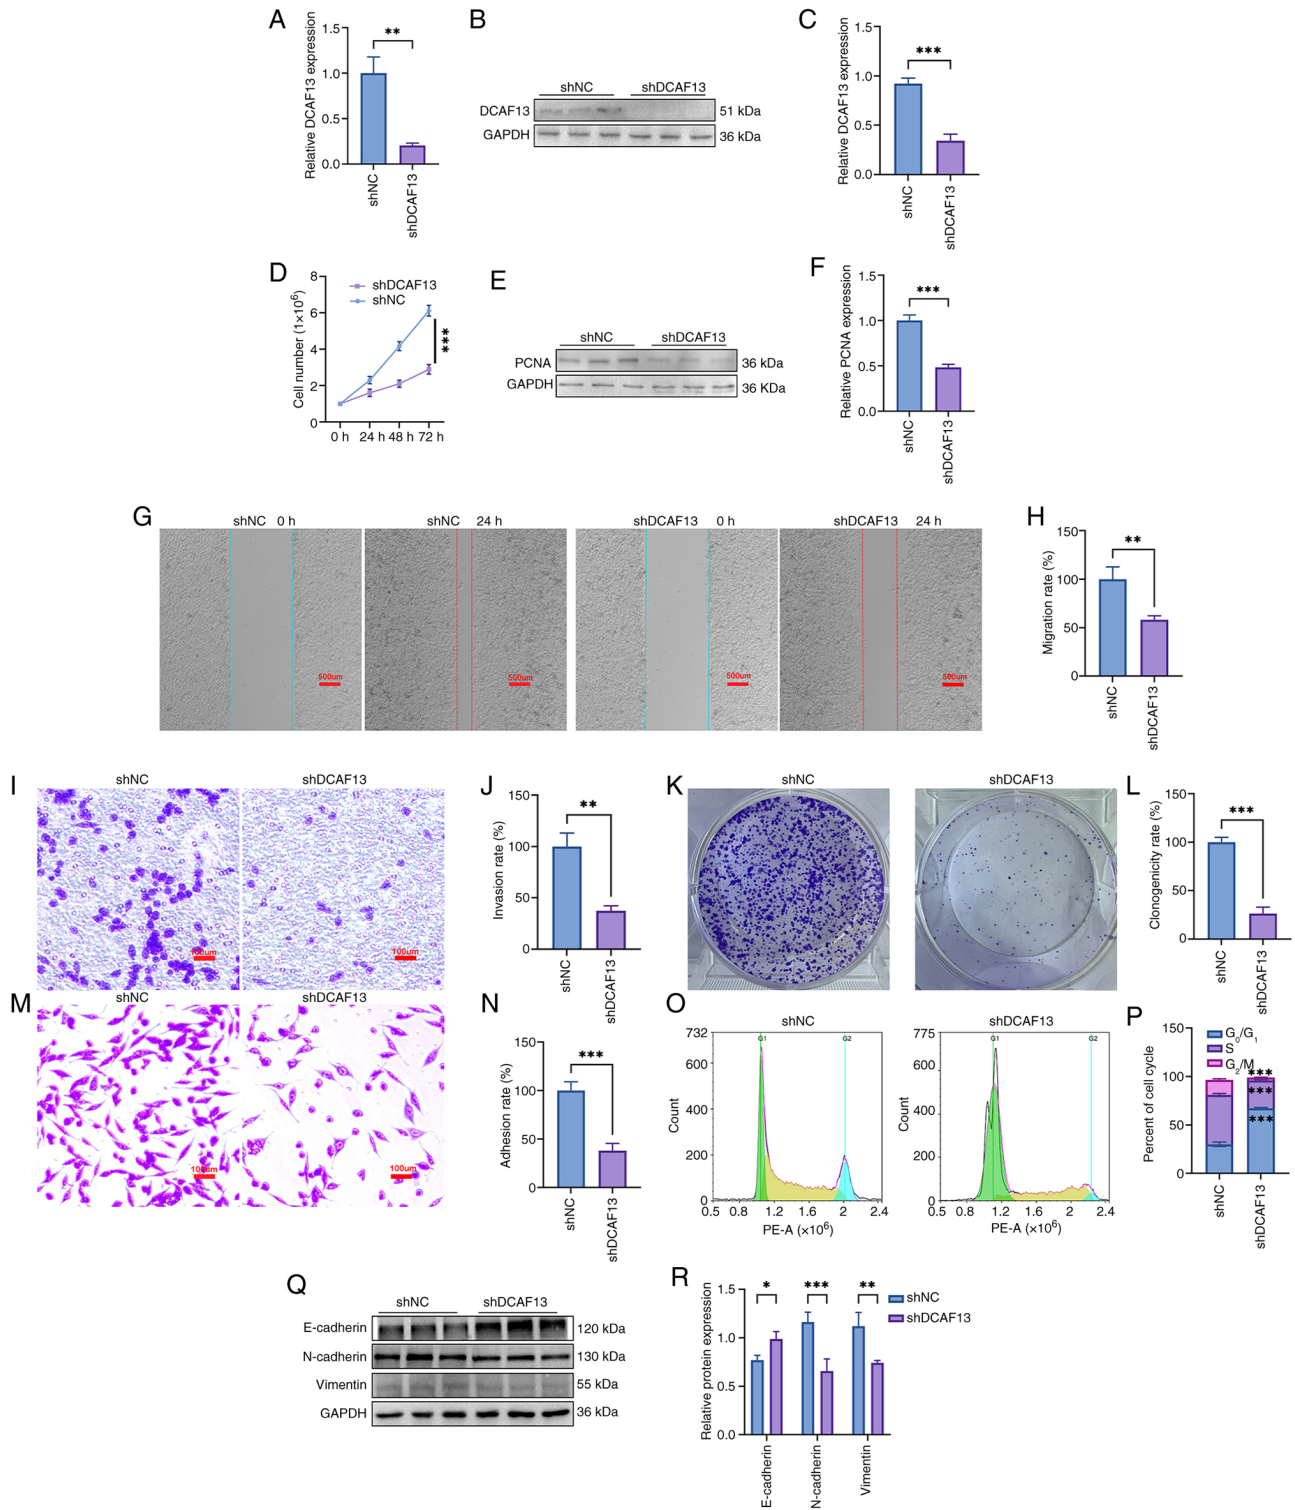 A
Relative DCAF13 expression
1.5
1.0
0.5
0.0
**
shNC
shDCAF13
B
shNC shDCAF13
DCAF13 51 kDa
GAPDH 36 kDa
C
Relative DCAF13 expression
1.5
1.0
0.5
0.0
***
shNC
shDCAF13
D
Cell number (1×10⁶)
8
6
4
2
0
shDCAF13
shNC
***
0 h 24 h 48 h 72 h
E
shNC shDCAF13
PCNA 36 kDa
GAPDH 36 KDa
F
Relative PCNA expression
1.5
1.0
0.5
0.0
***
shNC
shDCAF13
G
shNC 0 h
shNC 24 h
shDCAF13 0 h
shDCAF13 24 h
500um
500um
500um
500um
H
Migration rate (%)
150
100
50
0
**
shNC
shDCAF13
I
shNC
shDCAF13
100um
100um
J
Invasion rate (%)
150
100
50
0
**
shNC
shDCAF13
K
shNC
shDCAF13
L
Clonogenicity rate (%)
150
100
50
0
***
shNC
shDCAF13
M
shNC
shDCAF13
100um
100um
N
Adhesion rate (%)
150
100
50
0
***
shNC
shDCAF13
O
shNC
Count
732
600
400
200
0
G1 G2
0.5 0.8 1.2 1.6 2 2.4
PE-A (×10⁶)
shDCAF13
Count
775
600
400
200
0
G1 G2
0.5 0.8 1.2 1.6 2 2.4
PE-A (×10⁶)
P
Percent of cell cycle
150
100
50
0
G₀/G₁
S
G₂/M
***
***
***
shNC
shDCAF13
Q
shNC shDCAF13
E-cadherin 120 kDa
N-cadherin 130 kDa
Vimentin 55 kDa
GAPDH 36 kDa
R
Relative protein expression
1.5
1.0
0.5
0.0
* *** **
shNC
shDCAF13
E-cadherin
N-cadherin
Vimentin